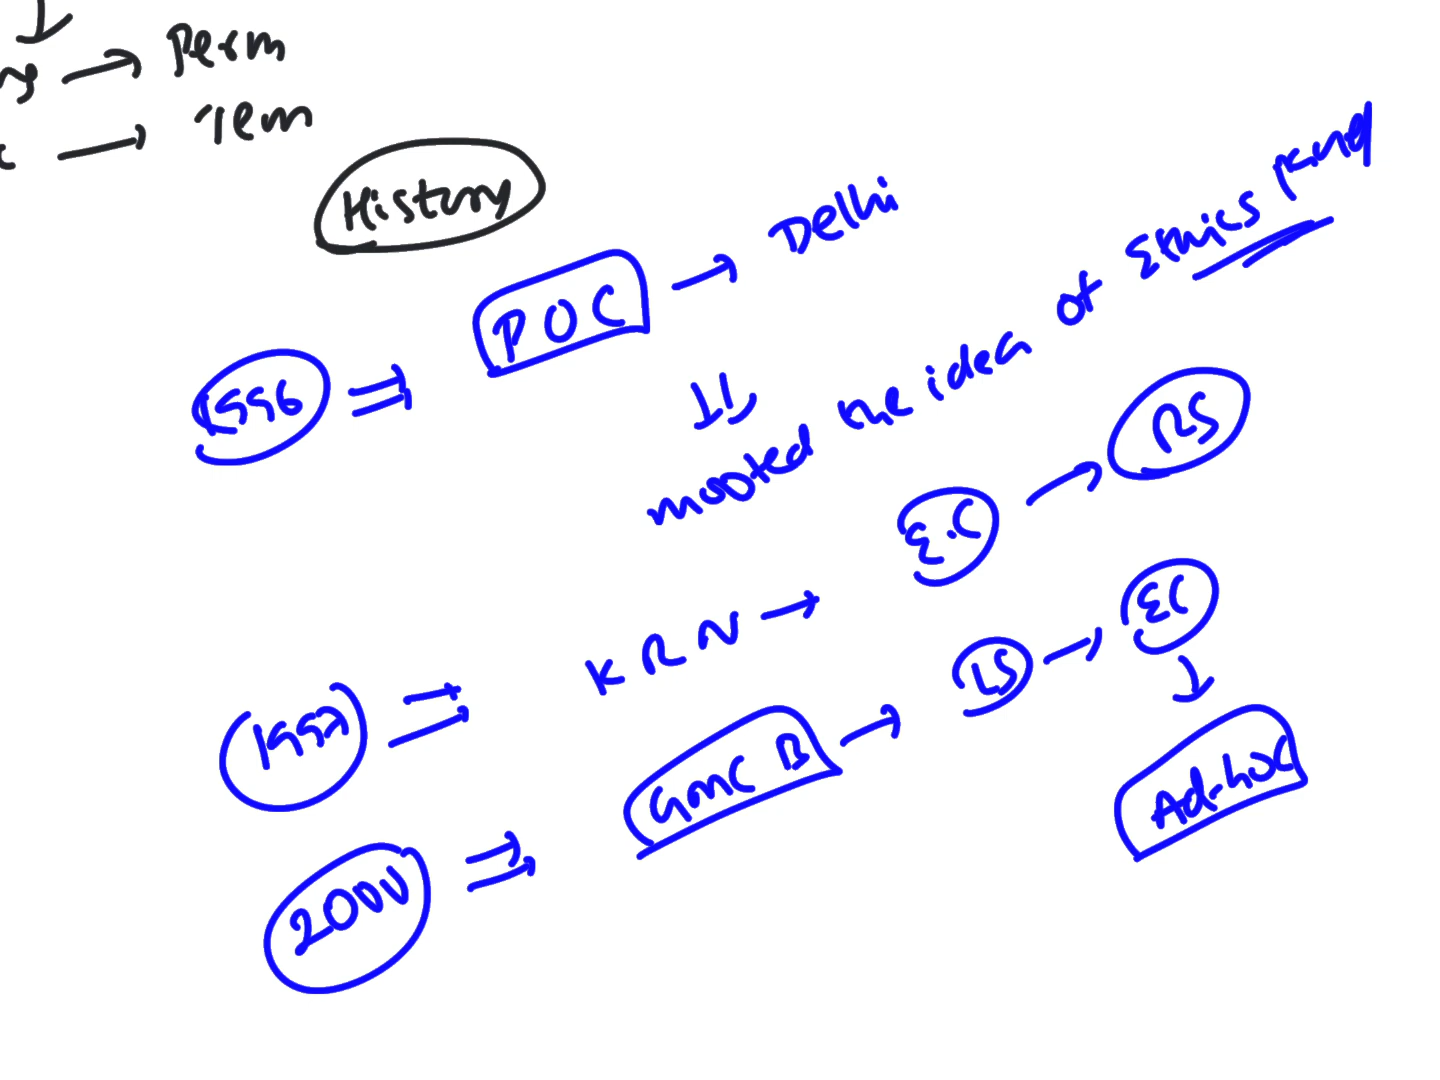 → Perm
→ Tem
History
1996 ⇒ POC → Delhi
⇓
mooted the idea of Ethics panel
1997 ⇒ KRN → E.C → RS
2000 ⇒ GMC B → LS → EC
↓
Ad-hoc